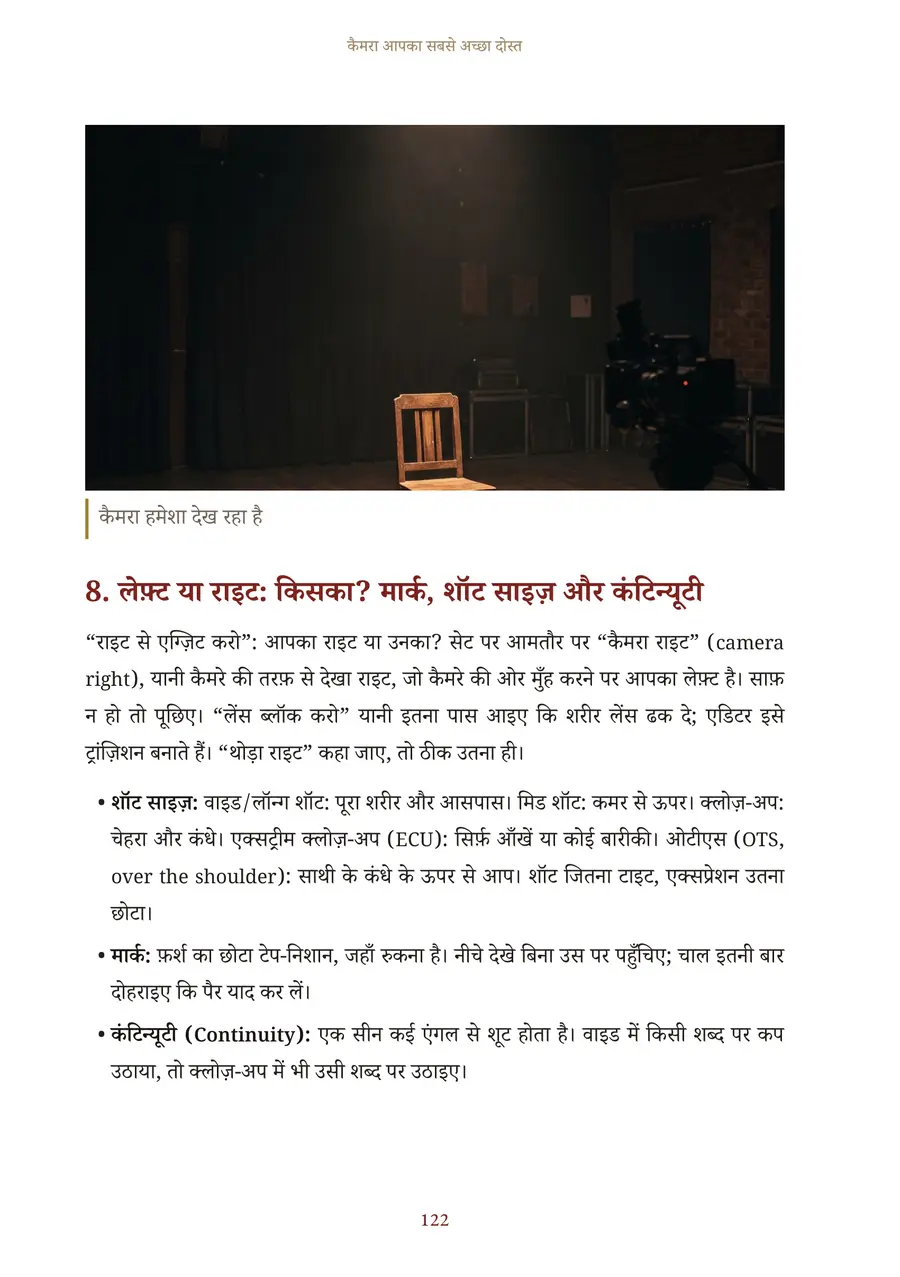 कैमरा आपका सबसे अच्छा दोस्त
कैमरा हमेशा देख रहा है
8. लेफ़्ट या राइट: किसका? मार्क, शॉट साइज़ और कंटिन्यूटी
“राइट से एग्ज़िट करो”: आपका राइट या उनका? सेट पर आमतौर पर “कैमरा राइट” (camera
right), यानी कैमरे की तरफ़ से देखा राइट, जो कैमरे की ओर मुँह करने पर आपका लेफ़्ट है। साफ़
न हो तो पूछिए। “लेंस ब्लॉक करो” यानी इतना पास आइए कि शरीर लेंस ढक दे; एडिटर इसे
ट्रांज़िशन बनाते हैं। “थोड़ा राइट” कहा जाए, तो ठीक उतना ही।
• शॉट साइज़: वाइड/लॉन्ग शॉट: पूरा शरीर और आसपास। मिड शॉट: कमर से ऊपर। क्लोज़-अप:
चेहरा और कंधे। एक्सट्रीम क्लोज़-अप (ECU): सिर्फ़ आँखें या कोई बारीकी। ओटीएस (OTS,
over the shoulder): साथी के कंधे के ऊपर से आप। शॉट जितना टाइट, एक्सप्रेशन उतना
छोटा।
• मार्क: फ़र्श का छोटा टेप-निशान, जहाँ रुकना है। नीचे देखे बिना उस पर पहुँचिए; चाल इतनी बार
दोहराइए कि पैर याद कर लें।
• कंटिन्यूटी (Continuity): एक सीन कई एंगल से शूट होता है। वाइड में किसी शब्द पर कप
उठाया, तो क्लोज़-अप में भी उसी शब्द पर उठाइए।
122